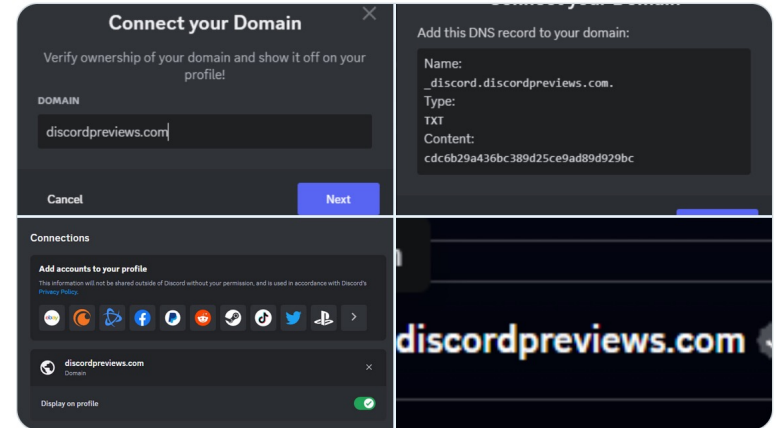 Connect your Domain
Verify ownership of your domain and show it off on your
profile!
DOMAIN
discordpreviews.com
Cancel
Next
Add this DNS record to your domain:
Name:
_discord.discordpreviews.com.
Type:
TXT
Content:
cdc6b29a436bc389d25ce9ad89d929bc
Connections
Add accounts to your profile
This information will not be shared outside of Discord without your permission, and is used in accordance with Discord's
Privacy Policy.
ebay
discordpreviews.com
Domain
Display on profile
discordpreviews.com